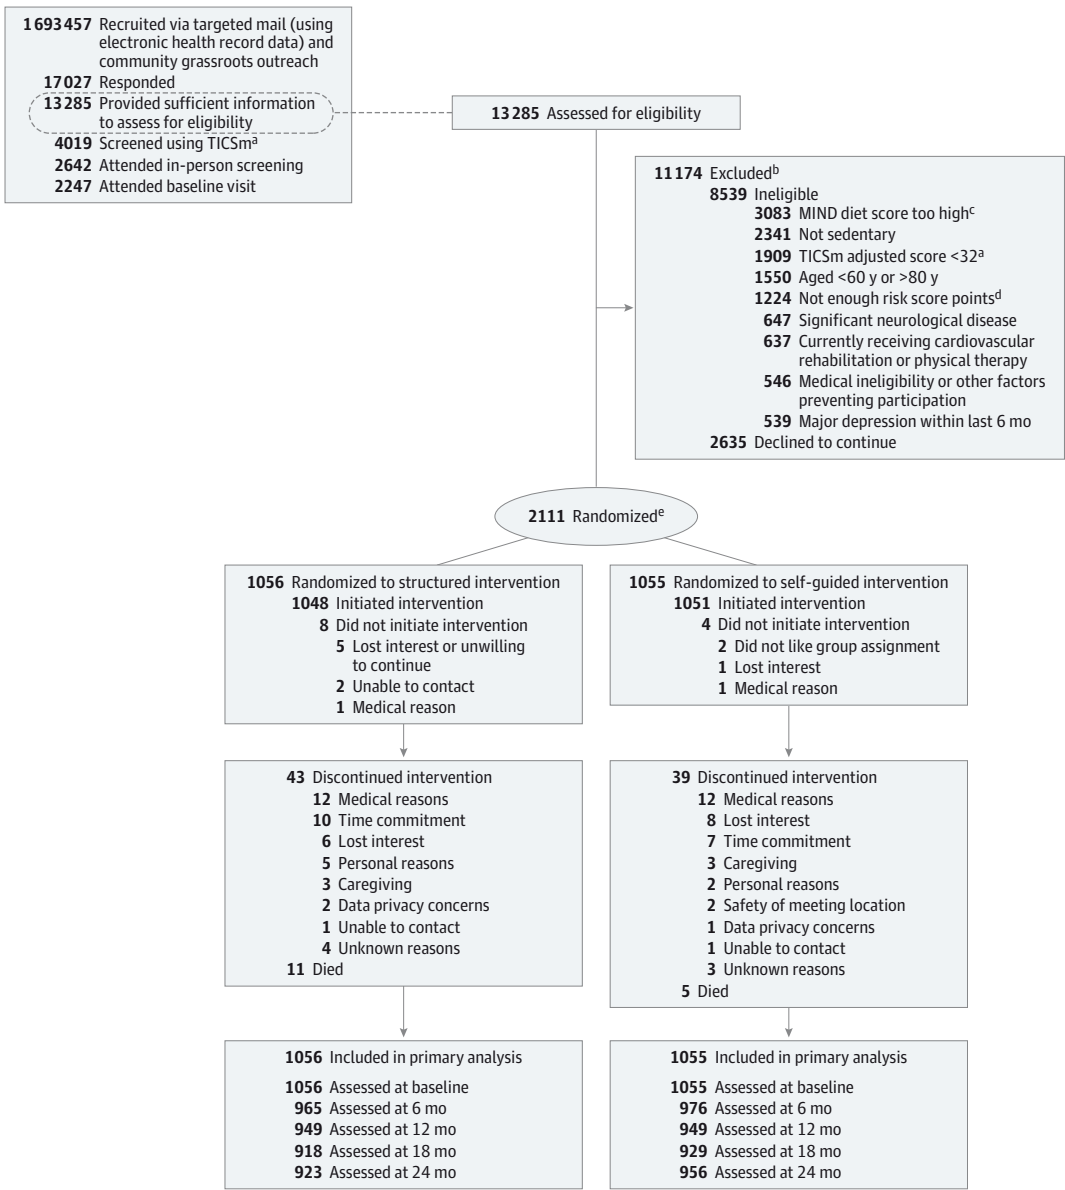 1693457 Recruited via targeted mail (using
electronic health record data) and
community grassroots outreach
17027 Responded
13285 Provided sufficient information
to assess for eligibility
4019 Screened using TICSmᵃ
2642 Attended in-person screening
2247 Attended baseline visit
13285 Assessed for eligibility
11174 Excludedᵇ
8539 Ineligible
3083 MIND diet score too highᶜ
2341 Not sedentary
1909 TICSm adjusted score <32ᵃ
1550 Aged <60 y or >80 y
1224 Not enough risk score pointsᵈ
647 Significant neurological disease
637 Currently receiving cardiovascular
rehabilitation or physical therapy
546 Medical ineligibility or other factors
preventing participation
539 Major depression within last 6 mo
2635 Declined to continue
2111 Randomizedᵉ
1056 Randomized to structured intervention
1048 Initiated intervention
8 Did not initiate intervention
5 Lost interest or unwilling
to continue
2 Unable to contact
1 Medical reason
1055 Randomized to self-guided intervention
1051 Initiated intervention
4 Did not initiate intervention
2 Did not like group assignment
1 Lost interest
1 Medical reason
43 Discontinued intervention
12 Medical reasons
10 Time commitment
6 Lost interest
5 Personal reasons
3 Caregiving
2 Data privacy concerns
1 Unable to contact
4 Unknown reasons
11 Died
39 Discontinued intervention
12 Medical reasons
8 Lost interest
7 Time commitment
3 Caregiving
2 Personal reasons
2 Safety of meeting location
1 Data privacy concerns
1 Unable to contact
3 Unknown reasons
5 Died
1056 Included in primary analysis
1056 Assessed at baseline
965 Assessed at 6 mo
949 Assessed at 12 mo
918 Assessed at 18 mo
923 Assessed at 24 mo
1055 Included in primary analysis
1055 Assessed at baseline
976 Assessed at 6 mo
949 Assessed at 12 mo
929 Assessed at 18 mo
956 Assessed at 24 mo